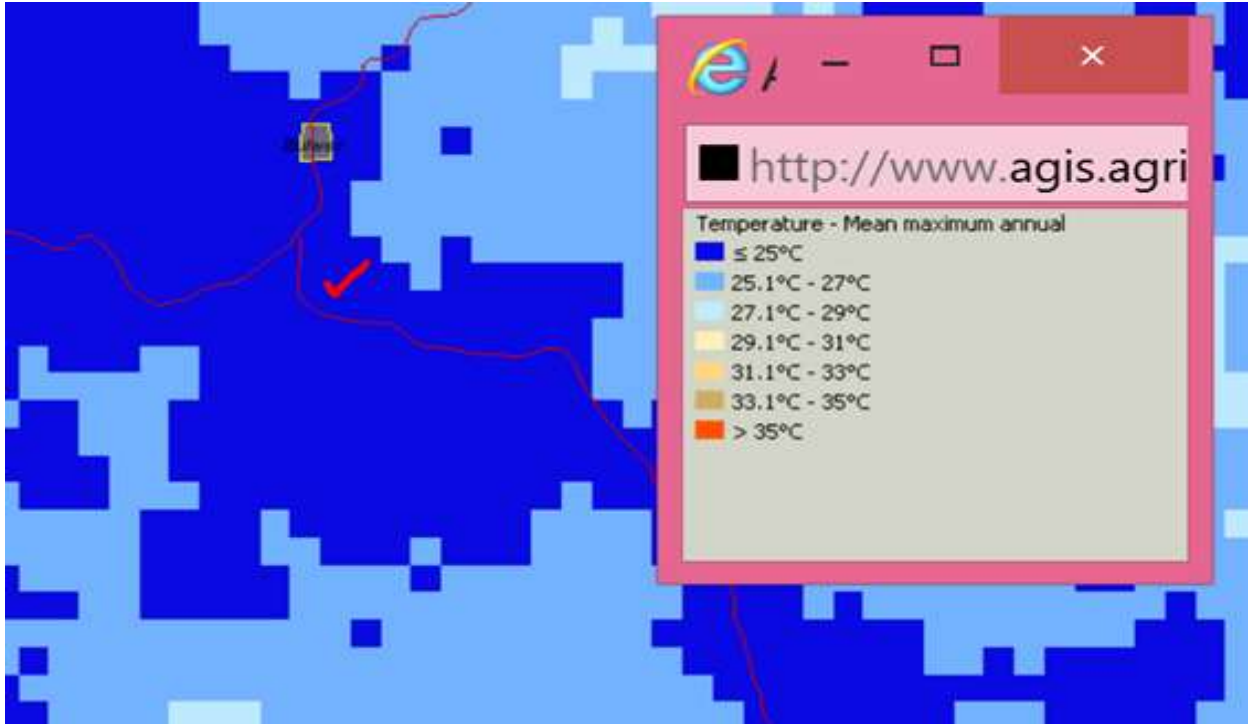 http://www.agis.agri
Temperature - Mean maximum annual
≤ 25°C
25.1°C - 27°C
27.1°C - 29°C
29.1°C - 31°C
31.1°C - 33°C
33.1°C - 35°C
> 35°C